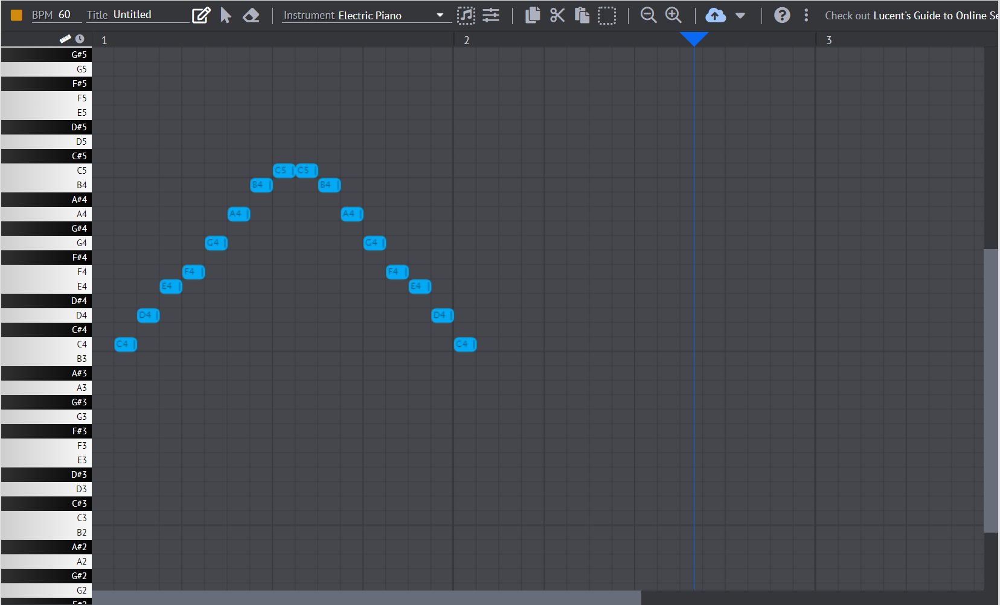 BPM 60 Title Untitled Instrument Electric Piano Check out Lucent's Guide to Online Se
1 2 3
G#5
G5
F#5
F5
E5
D#5
D5
C#5
C5 C5 C5
B4 B4 B4
A#4
A4 A4 A4
G#4
G4 G4 G4
F#4
F4 F4 F4
E4 E4 E4
D#4
D4 D4 D4
C#4
C4 C4 C4
B3
A#3
A3
G#3
G3
F#3
F3
E3
D#3
D3
C#3
C3
B2
A#2
A2
G#2
G2
F#2